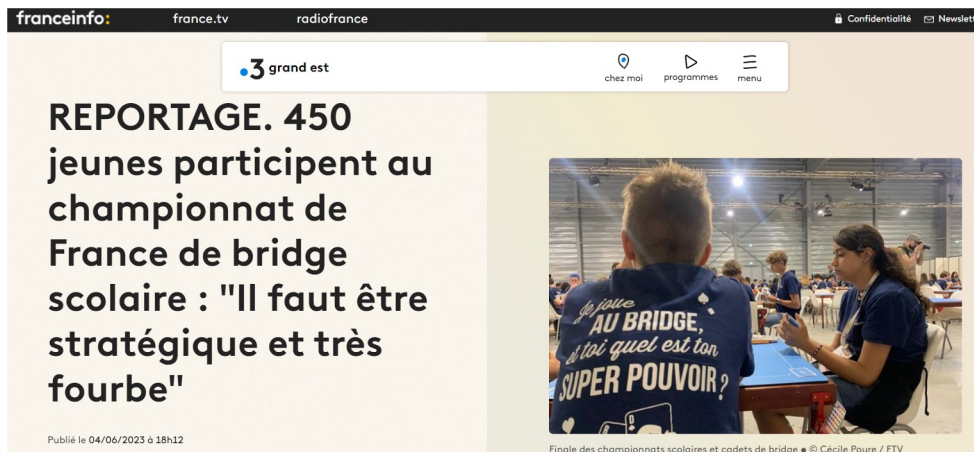 franceinfo: france.tv radiofrance Confidentialité Newslett
.3 grand est chez moi programmes menu
REPORTAGE. 450
jeunes participent au
championnat de
France de bridge
scolaire : "Il faut être
stratégique et très
fourbe"
Publié le 04/06/2023 à 18h12
Je joue
AU BRIDGE,
et toi quel est ton
SUPER POUVOIR ?
Finale des championnats scolaires et cadets de bridge • © Cécile Poure / FTV